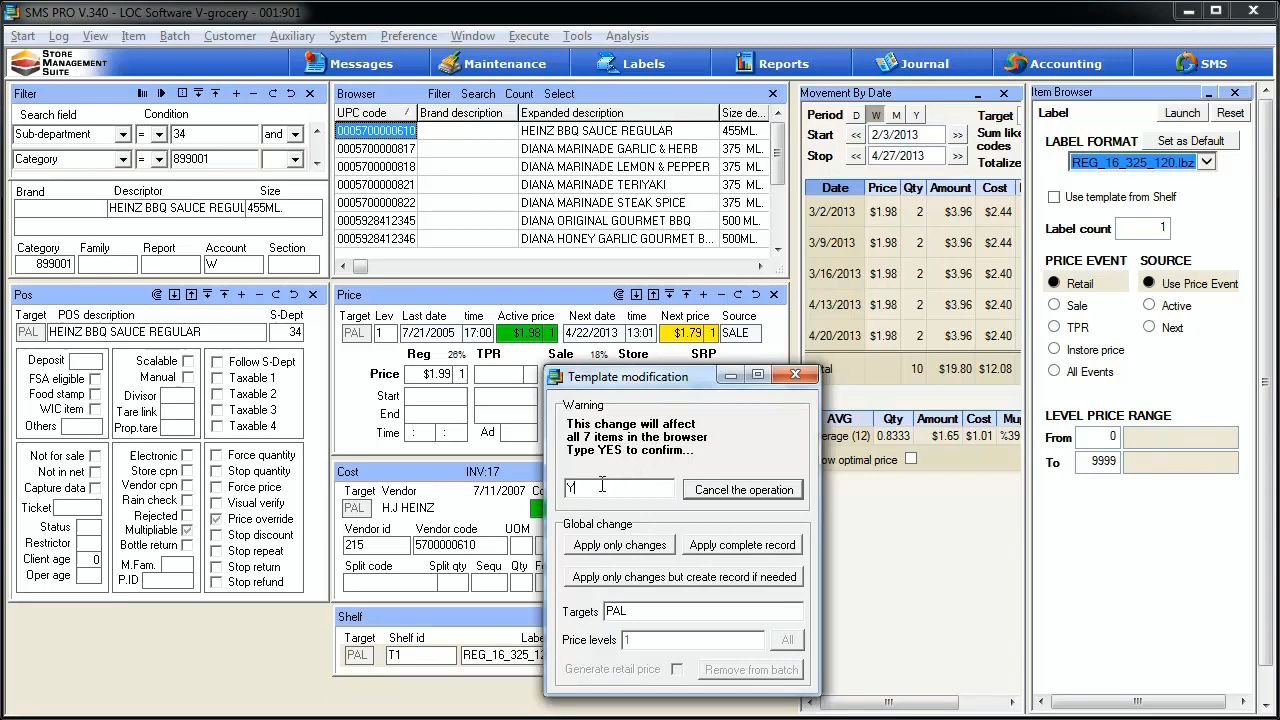 SMS PRO V.340 - LOC Software V-grocery - 001:901
Start Log View Item Batch Customer Auxiliary System Preference Window Execute Tools Analysis
STORE MANAGEMENT SUITE
Messages Maintenance Labels Reports Journal Accounting SMS
Filter
Search field Condition
Sub-department = 34 and
Category = 899001
Brand Descriptor Size
HEINZ BBQ SAUCE REGUL 455ML.
Category Family Report Account Section
899001 W
Browser Filter Search Count Select
UPC code / Brand description Expanded description Size de...
0005700000610 HEINZ BBQ SAUCE REGULAR 455ML.
0005700000817 DIANA MARINADE GARLIC & HERB 375 ML.
0005700000818 DIANA MARINADE LEMON & PEPPER 375 ML.
0005700000821 DIANA MARINADE TERIYAKI 375 ML.
0005700000822 DIANA MARINADE STEAK SPICE 375 ML.
0005928412345 DIANA ORIGINAL GOURMET BBQ 500 ML.
0005928412346 DIANA HONEY GARLIC GOURMET B... 500ML.
Pos
Target POS description S-Dept
PAL HEINZ BBQ SAUCE REGULAR 34
Deposit
FSA eligible
Food stamp
WIC item
Others
Scalable
Manual
Divisor
Tare link
Prop.tare
Follow S-Dept
Taxable 1
Taxable 2
Taxable 3
Taxable 4
Not for sale
Not in net
Capture data
Ticket
Status
Restrictor
Client age 0
Oper age
Electronic
Store cpn
Vendor cpn
Rain check
Rejected
Multipliable
Bottle return
M.Fam.
P.ID
Force quantity
Stop quantity
Force price
Visual verify
Price override
Stop discount
Stop repeat
Stop return
Stop refund
Price
Target Lev Last date time Active price Next date time Next price Source
PAL 1 7/21/2005 17:00 $1.98 1 4/22/2013 13:01 $1.79 1 SALE
Reg 28% TPR Sale 18% Store SRP
Price $1.99 1
Start
End
Time : : Ad
Cost INV:17
Target Vendor 7/11/2007
PAL H.J HEINZ
Vendor id Vendor code UOM
215 5700000610
Split code Split qty Sequ Qty
Shelf
Target Shelf id
PAL T1 REG_16_325_12
Template modification
Warning
This change will affect
all 7 items in the browser
Type YES to confirm...
Y
Cancel the operation
Global change
Apply only changes Apply complete record
Apply only changes but create record if needed
Targets PAL
Price levels 1 All
Generate retail price Remove from batch
Movement By Date
Period D W M Y Target
Start << 2/3/2013 >> Sum like codes
Stop << 4/27/2013 >> Totalize
Date Price Qty Amount Cost
3/2/2013 $1.98 2 $3.96 $2.44
3/9/2013 $1.98 2 $3.96 $2.44
3/16/2013 $1.98 2 $3.96 $2.40
4/13/2013 $1.98 2 $3.96 $2.40
4/20/2013 $1.98 2 $3.96 $2.40
otal 10 $19.80 $12.08
AVG Qty Amount Cost Mup
erage (12) 0.8333 $1.65 $1.01 %39
ow optimal price
Item Browser
Label Launch Reset
LABEL FORMAT Set as Default
REG_16_325_120.lbz
Use template from Shelf
Label count 1
PRICE EVENT SOURCE
Retail Use Price Event
Sale Active
TPR Next
Instore price
All Events
LEVEL PRICE RANGE
From 0
To 9999